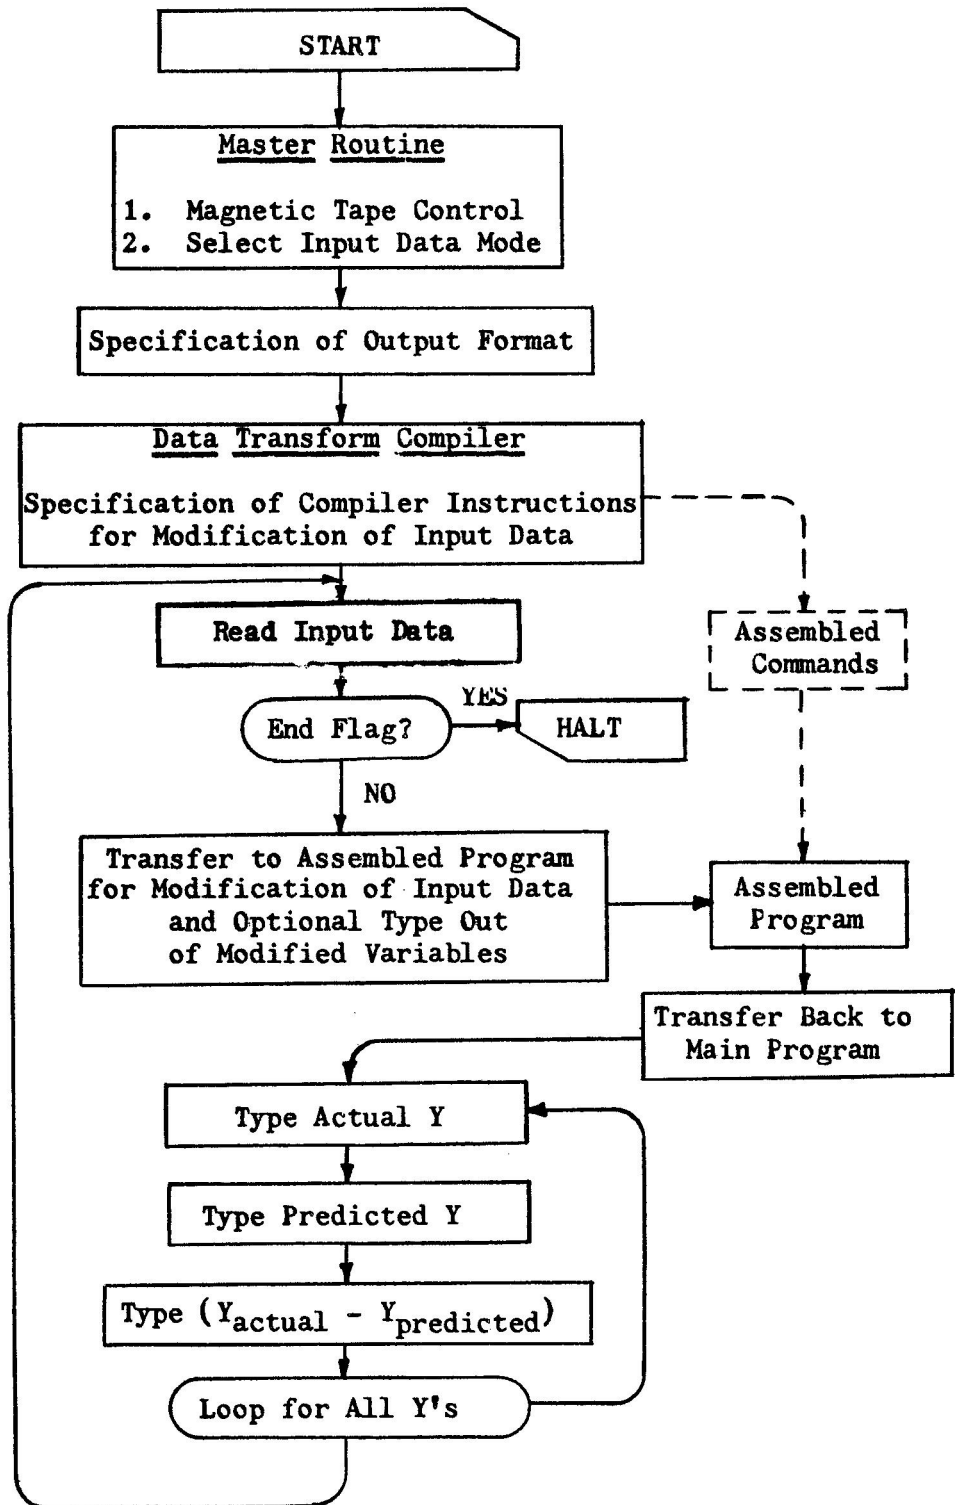 START
Master Routine
1. Magnetic Tape Control
2. Select Input Data Mode
Specification of Output Format
Data Transform Compiler
Specification of Compiler Instructions
for Modification of Input Data
Read Input Data
Assembled
Commands
End Flag?
YES
HALT
NO
Transfer to Assembled Program
for Modification of Input Data
and Optional Type Out
of Modified Variables
Assembled
Program
Transfer Back to
Main Program
Type Actual Y
Type Predicted Y
Type (Yactual - Ypredicted)
Loop for All Y's